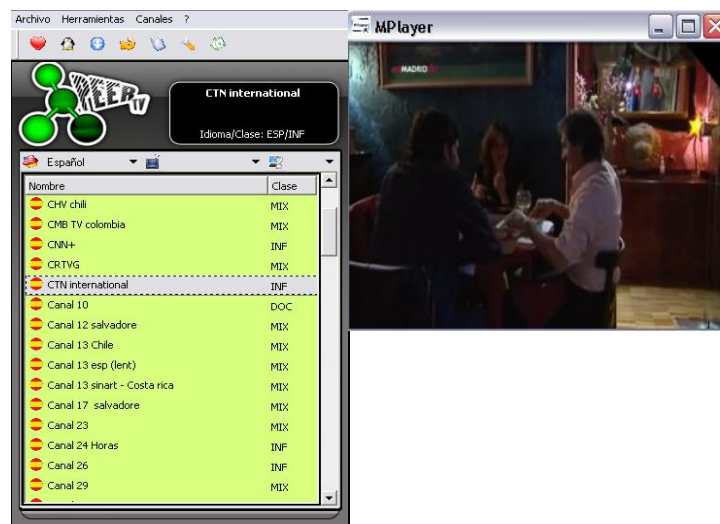 Archivo Herramientas Canales ?
MPlayer
PEER TV
CTN international
Idioma/Clase: ESP/INF
Español
Nombre Clase
CHV chili MIX
CMB TV colombia MIX
CNN+ INF
CRTVG MIX
CTN international INF
Canal 10 DOC
Canal 12 salvadore MIX
Canal 13 Chile MIX
Canal 13 esp (lent) MIX
Canal 13 sinart - Costa rica MIX
Canal 17 salvadore MIX
Canal 23 MIX
Canal 24 Horas INF
Canal 26 INF
Canal 29 MIX
MADRID